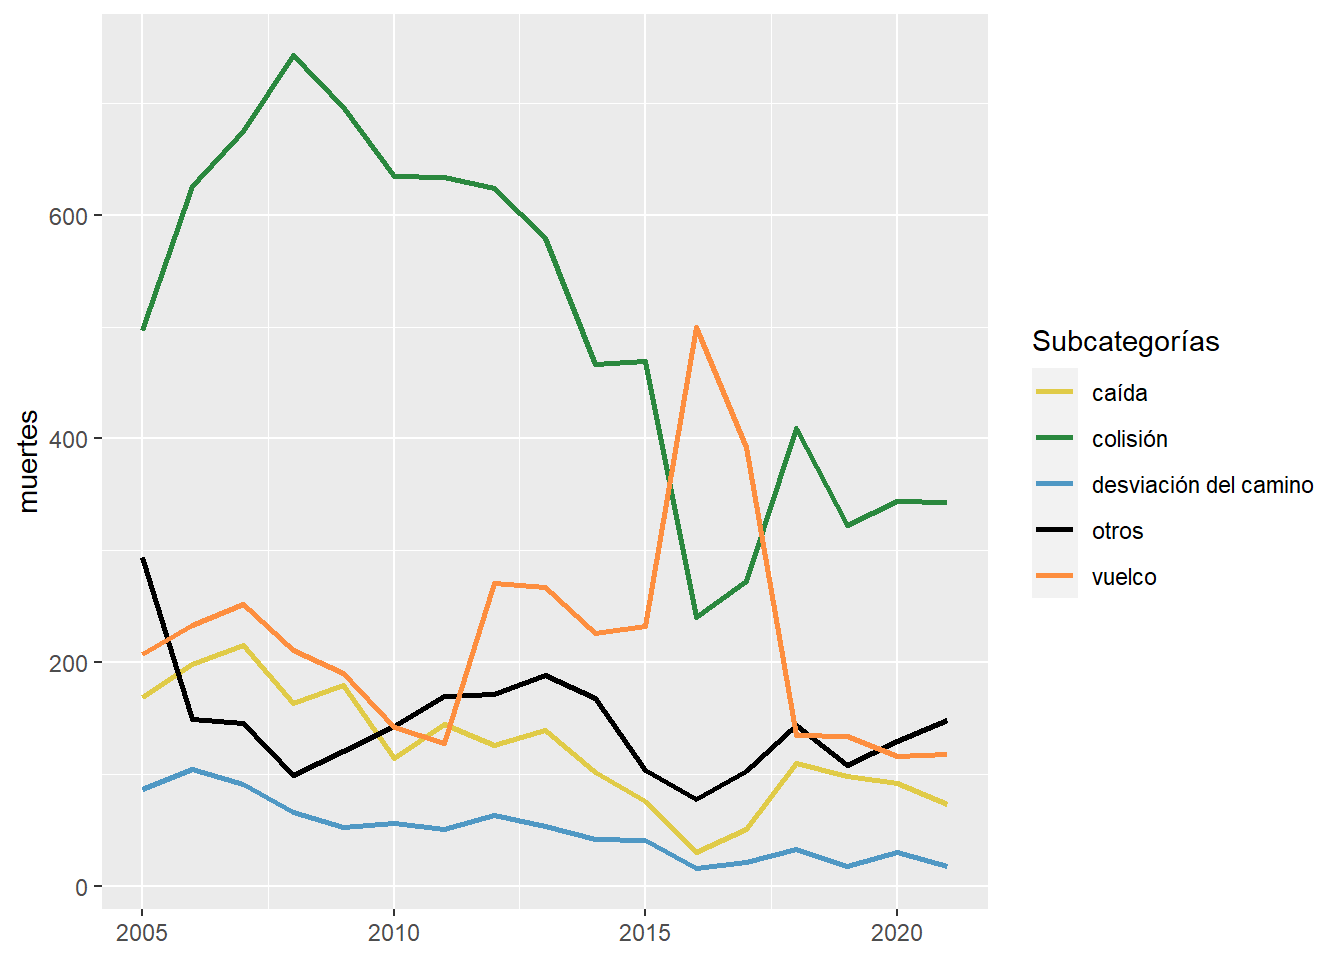 muertes
600
400
200
0
2005
2010
2015
2020
Subcategorías
caída
colisión
desviación del camino
otros
vuelco